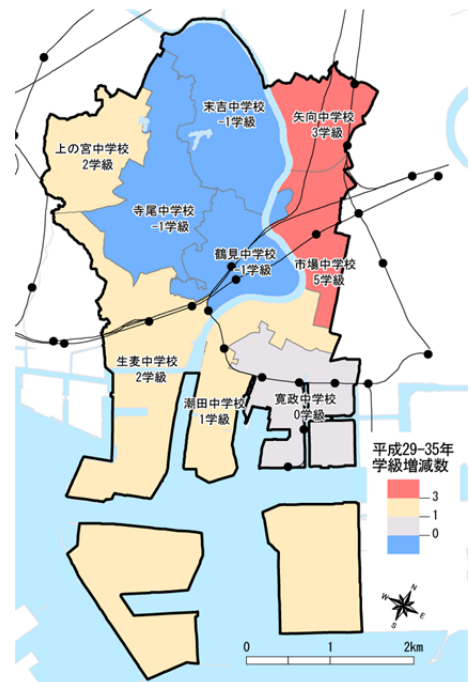 末吉中学校
-1学級
矢向中学校
3学級
上の宮中学校
2学級
寺尾中学校
-1学級
鶴見中学校
-1学級
市場中学校
5学級
生麦中学校
2学級
潮田中学校
1学級
寛政中学校
0学級
平成29-35年
学級増減数
3
1
0
N
W
E
S
0 1 2km